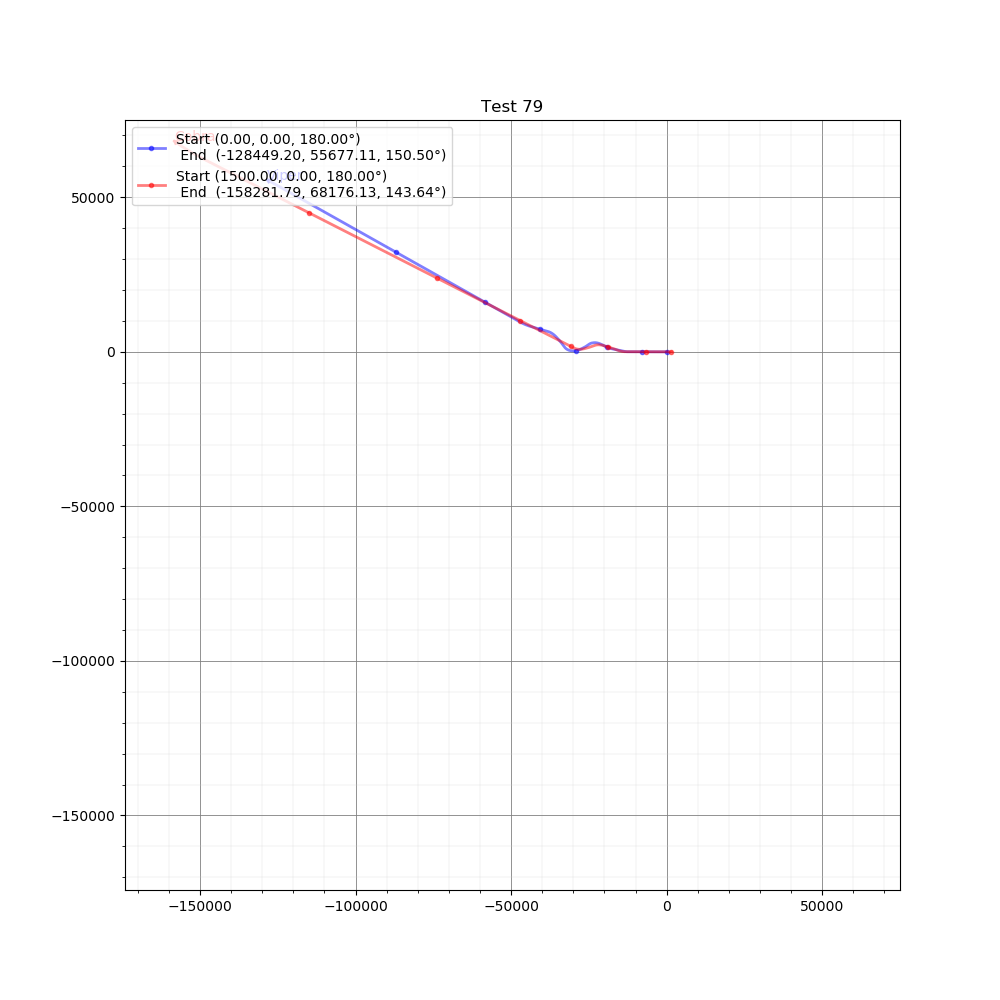 Test 79
Start (0.00, 0.00, 180.00°)
End (-128449.20, 55677.11, 150.50°)
Start (1500.00, 0.00, 180.00°)
End (-158281.79, 68176.13, 143.64°)
50000
0
−50000
−100000
−150000
−150000
−100000
−50000
0
50000